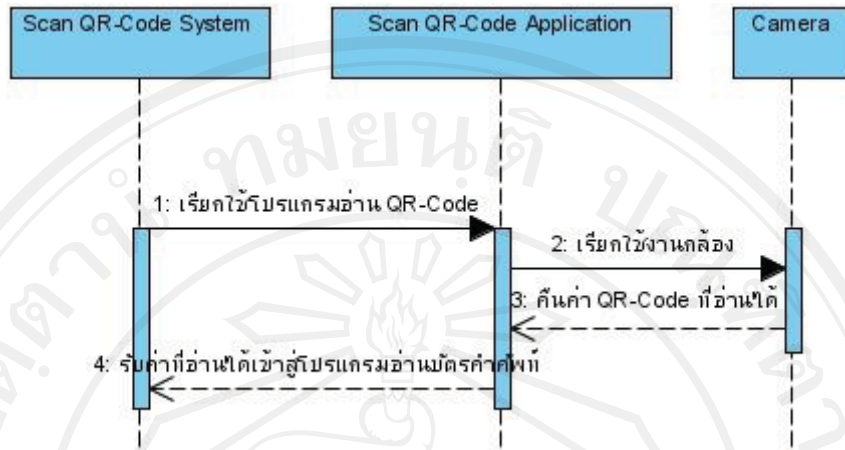 Scan QR-Code System
Scan QR-Code Application
Camera
1: เรียกใช้โปรแกรมอ่าน QR-Code
2: เรียกใช้งานกล้อง
3: คืนค่า QR-Code ที่อ่านได้
4: รับค่าที่อ่านได้เข้าสู่โปรแกรมอ่านบัตรคำศัพท์